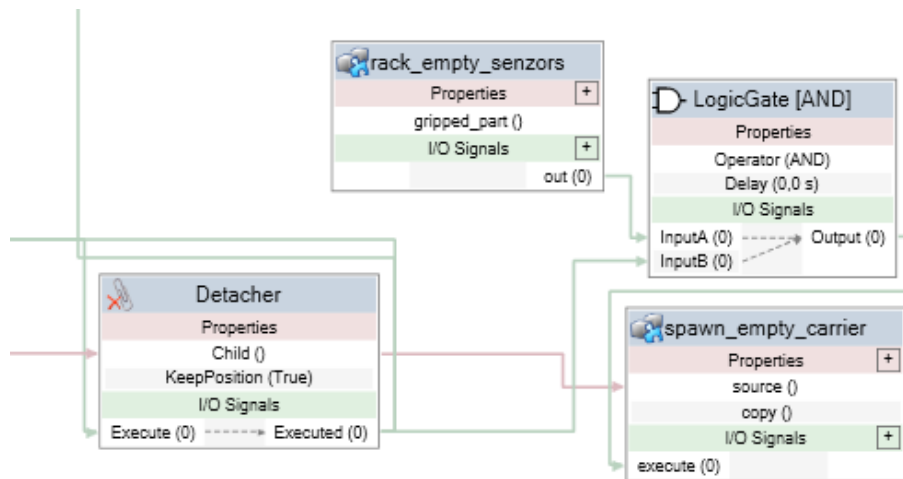 rack_empty_senzors
Properties +
gripped_part ()
I/O Signals +
out (0)
LogicGate [AND]
Properties
Operator (AND)
Delay (0,0 s)
I/O Signals
InputA (0) Output (0)
InputB (0)
Detacher
Properties
Child ()
KeepPosition (True)
I/O Signals
Execute (0) Executed (0)
spawn_empty_carrier
Properties +
source ()
copy ()
I/O Signals +
execute (0)